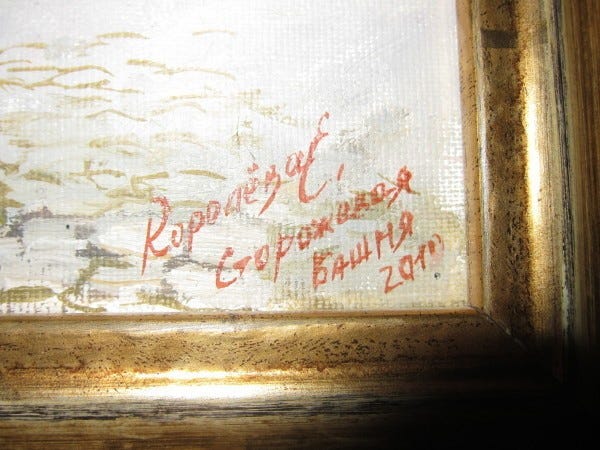 Королёва С,
Сторожевая
башня
2010